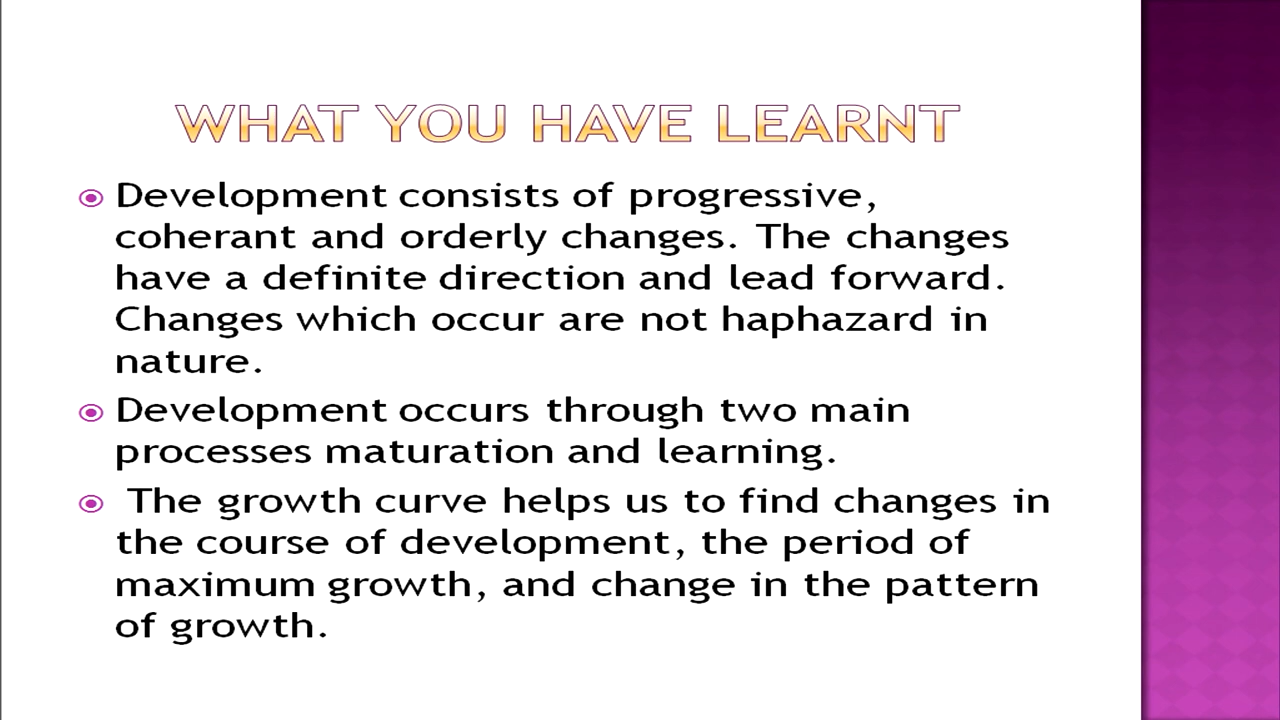 WHAT YOU HAVE LEARNT
Development consists of progressive,
coherant and orderly changes. The changes
have a definite direction and lead forward.
Changes which occur are not haphazard in
nature.
Development occurs through two main
processes maturation and learning.
The growth curve helps us to find changes in
the course of development, the period of
maximum growth, and change in the pattern
of growth.